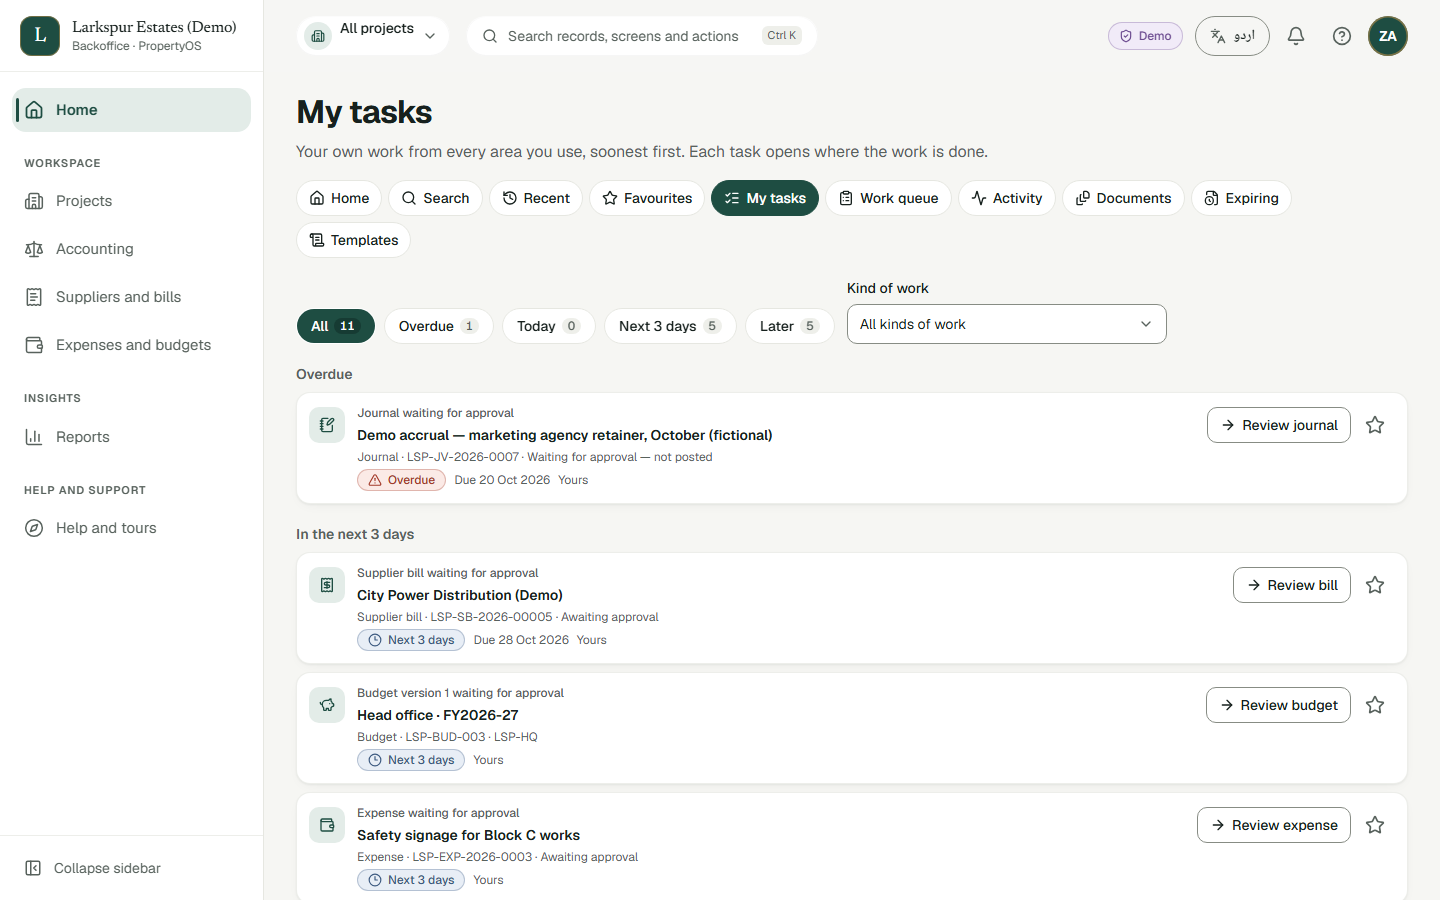 L
Larkspur Estates (Demo)
Backoffice · PropertyOS
All projects
Search records, screens and actions
Ctrl K
Demo
اردو
ZA
Home
WORKSPACE
Projects
Accounting
Suppliers and bills
Expenses and budgets
INSIGHTS
Reports
HELP AND SUPPORT
Help and tours
Collapse sidebar
My tasks
Your own work from every area you use, soonest first. Each task opens where the work is done.
Home
Search
Recent
Favourites
My tasks
Work queue
Activity
Documents
Expiring
Templates
All 11
Overdue 1
Today 0
Next 3 days 5
Later 5
Kind of work
All kinds of work
Overdue
Journal waiting for approval
Demo accrual — marketing agency retainer, October (fictional)
Journal · LSP-JV-2026-0007 · Waiting for approval — not posted
Overdue Due 20 Oct 2026 Yours
Review journal
In the next 3 days
Supplier bill waiting for approval
City Power Distribution (Demo)
Supplier bill · LSP-SB-2026-00005 · Awaiting approval
Next 3 days Due 28 Oct 2026 Yours
Review bill
Budget version 1 waiting for approval
Head office · FY2026-27
Budget · LSP-BUD-003 · LSP-HQ
Next 3 days Yours
Review budget
Expense waiting for approval
Safety signage for Block C works
Expense · LSP-EXP-2026-0003 · Awaiting approval
Next 3 days Yours
Review expense